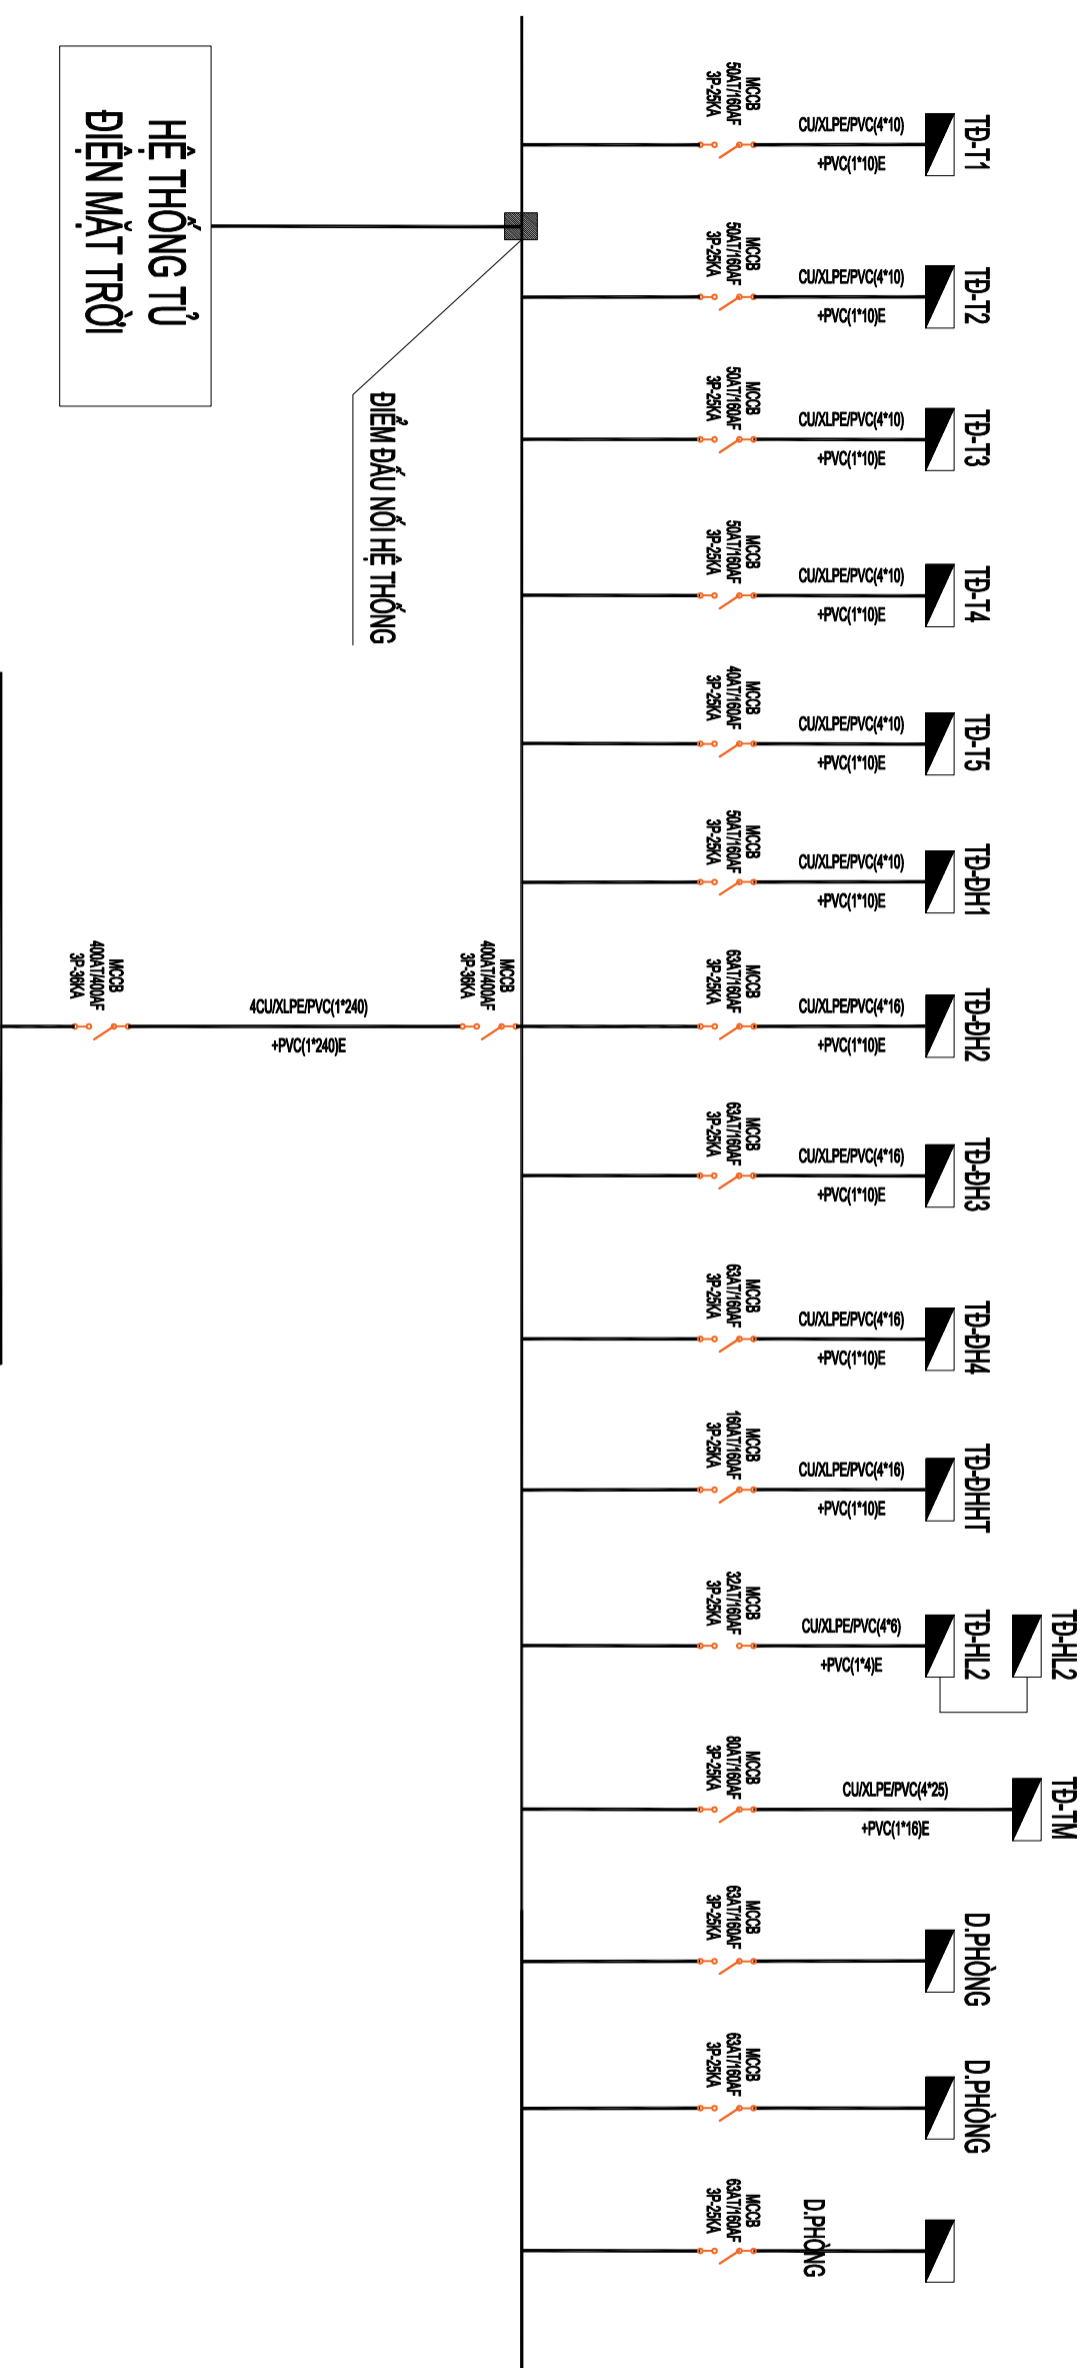 TĐ-T1
CU/XLPE/PVC(4*10)
+PVC(1*10)E
MCCB
50AT/160AF
3P-25KA
TĐ-T2
CU/XLPE/PVC(4*10)
+PVC(1*10)E
MCCB
50AT/160AF
3P-25KA
TĐ-T3
CU/XLPE/PVC(4*10)
+PVC(1*10)E
MCCB
50AT/160AF
3P-25KA
TĐ-T4
CU/XLPE/PVC(4*10)
+PVC(1*10)E
MCCB
50AT/160AF
3P-25KA
TĐ-T5
CU/XLPE/PVC(4*10)
+PVC(1*10)E
MCCB
40AT/160AF
3P-25KA
TĐ-ĐH1
CU/XLPE/PVC(4*10)
+PVC(1*10)E
MCCB
50AT/160AF
3P-25KA
TĐ-ĐH2
CU/XLPE/PVC(4*16)
+PVC(1*10)E
MCCB
63AT/160AF
3P-25KA
TĐ-ĐH3
CU/XLPE/PVC(4*16)
+PVC(1*10)E
MCCB
63AT/160AF
3P-25KA
TĐ-ĐH4
CU/XLPE/PVC(4*16)
+PVC(1*10)E
MCCB
63AT/160AF
3P-25KA
TĐ-ĐHHT
CU/XLPE/PVC(4*16)
+PVC(1*10)E
MCCB
160AT/160AF
3P-25KA
TĐ-HL2
TĐ-HL2
CU/XLPE/PVC(4*6)
+PVC(1*4)E
MCCB
32AT/160AF
3P-25KA
TĐ-TM
CU/XLPE/PVC(4*25)
+PVC(1*16)E
MCCB
80AT/160AF
3P-25KA
D.PHÒNG
MCCB
63AT/160AF
3P-25KA
D.PHÒNG
MCCB
63AT/160AF
3P-25KA
D.PHÒNG
MCCB
63AT/160AF
3P-25KA
HỆ THỐNG TỦ
ĐIỆN MẶT TRỜI
ĐIỂM ĐẤU NỐI HỆ THỐNG
MCCB
400AT/400AF
3P-36KA
4CU/XLPE/PVC(1*240)
+PVC(1*240)E
MCCB
400AT/400AF
3P-36KA